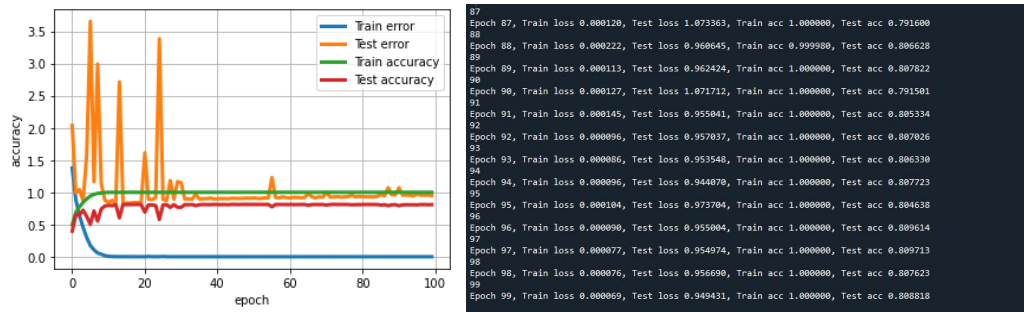 Train error
Test error
Train accuracy
Test accuracy
3.5
3.0
2.5
2.0
1.5
1.0
0.5
0.0
accuracy
0
20
40
60
80
100
epoch
87
Epoch 87, Train loss 0.000120, Test loss 1.073363, Train acc 1.000000, Test acc 0.791600
88
Epoch 88, Train loss 0.000222, Test loss 0.960645, Train acc 0.999980, Test acc 0.806628
89
Epoch 89, Train loss 0.000113, Test loss 0.962424, Train acc 1.000000, Test acc 0.807822
90
Epoch 90, Train loss 0.000127, Test loss 1.071712, Train acc 1.000000, Test acc 0.791501
91
Epoch 91, Train loss 0.000145, Test loss 0.955041, Train acc 1.000000, Test acc 0.805334
92
Epoch 92, Train loss 0.000096, Test loss 0.957037, Train acc 1.000000, Test acc 0.807026
93
Epoch 93, Train loss 0.000086, Test loss 0.953548, Train acc 1.000000, Test acc 0.806330
94
Epoch 94, Train loss 0.000096, Test loss 0.944070, Train acc 1.000000, Test acc 0.807723
95
Epoch 95, Train loss 0.000104, Test loss 0.973704, Train acc 1.000000, Test acc 0.804638
96
Epoch 96, Train loss 0.000090, Test loss 0.955004, Train acc 1.000000, Test acc 0.809614
97
Epoch 97, Train loss 0.000077, Test loss 0.954974, Train acc 1.000000, Test acc 0.809713
98
Epoch 98, Train loss 0.000076, Test loss 0.956690, Train acc 1.000000, Test acc 0.807623
99
Epoch 99, Train loss 0.000069, Test loss 0.949431, Train acc 1.000000, Test acc 0.808818